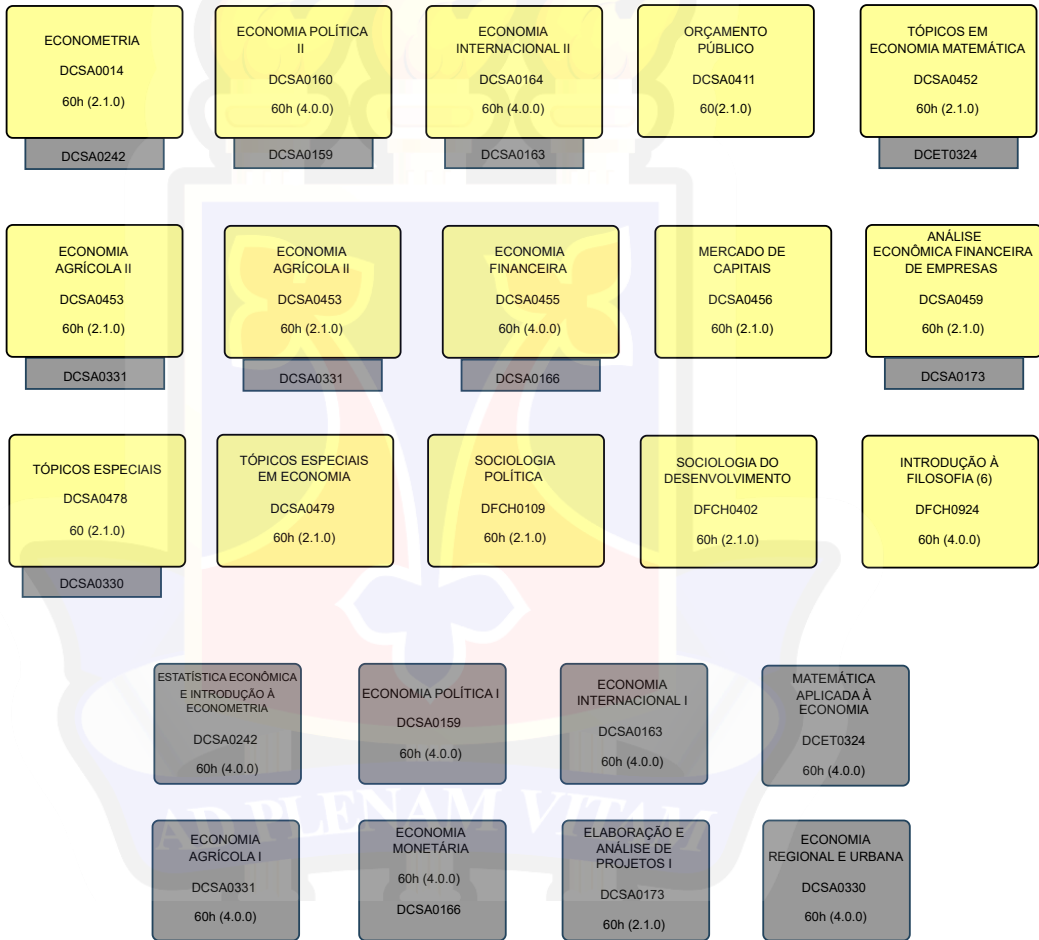 ECONOMETRIA
DCSA0014
60h (2.1.0)
DCSA0242
ECONOMIA POLÍTICA
II
DCSA0160
60h (4.0.0)
DCSA0159
ECONOMIA
INTERNACIONAL II
DCSA0164
60h (4.0.0)
DCSA0163
ORÇAMENTO
PÚBLICO
DCSA0411
60(2.1.0)
TÓPICOS EM
ECONOMIA MATEMÁTICA
DCSA0452
60h (2.1.0)
DCET0324
ECONOMIA
AGRÍCOLA II
DCSA0453
60h (2.1.0)
DCSA0331
ECONOMIA
AGRÍCOLA II
DCSA0453
60h (2.1.0)
DCSA0331
ECONOMIA
FINANCEIRA
DCSA0455
60h (4.0.0)
DCSA0166
MERCADO DE
CAPITAIS
DCSA0456
60h (2.1.0)
ANÁLISE
ECONÔMICA FINANCEIRA
DE EMPRESAS
DCSA0459
60h (2.1.0)
DCSA0173
TÓPICOS ESPECIAIS
DCSA0478
60 (2.1.0)
DCSA0330
TÓPICOS ESPECIAIS
EM ECONOMIA
DCSA0479
60h (2.1.0)
SOCIOLOGIA
POLÍTICA
DFCH0109
60h (2.1.0)
SOCIOLOGIA DO
DESENVOLVIMENTO
DFCH0402
60h (2.1.0)
INTRODUÇÃO À
FILOSOFIA (6)
DFCH0924
60h (4.0.0)
ESTATÍSTICA ECONÔMICA
E INTRODUÇÃO À
ECONOMETRIA
DCSA0242
60h (4.0.0)
ECONOMIA POLÍTICA I
DCSA0159
60h (4.0.0)
ECONOMIA
INTERNACIONAL I
DCSA0163
60h (4.0.0)
MATEMÁTICA
APLICADA À
ECONOMIA
DCET0324
60h (4.0.0)
AD PLENAM VITAM
ECONOMIA
AGRÍCOLA I
DCSA0331
60h (4.0.0)
ECONOMIA
MONETÁRIA
60h (4.0.0)
DCSA0166
ELABORAÇÃO E
ANÁLISE DE
PROJETOS I
DCSA0173
60h (2.1.0)
ECONOMIA
REGIONAL E URBANA
DCSA0330
60h (4.0.0)